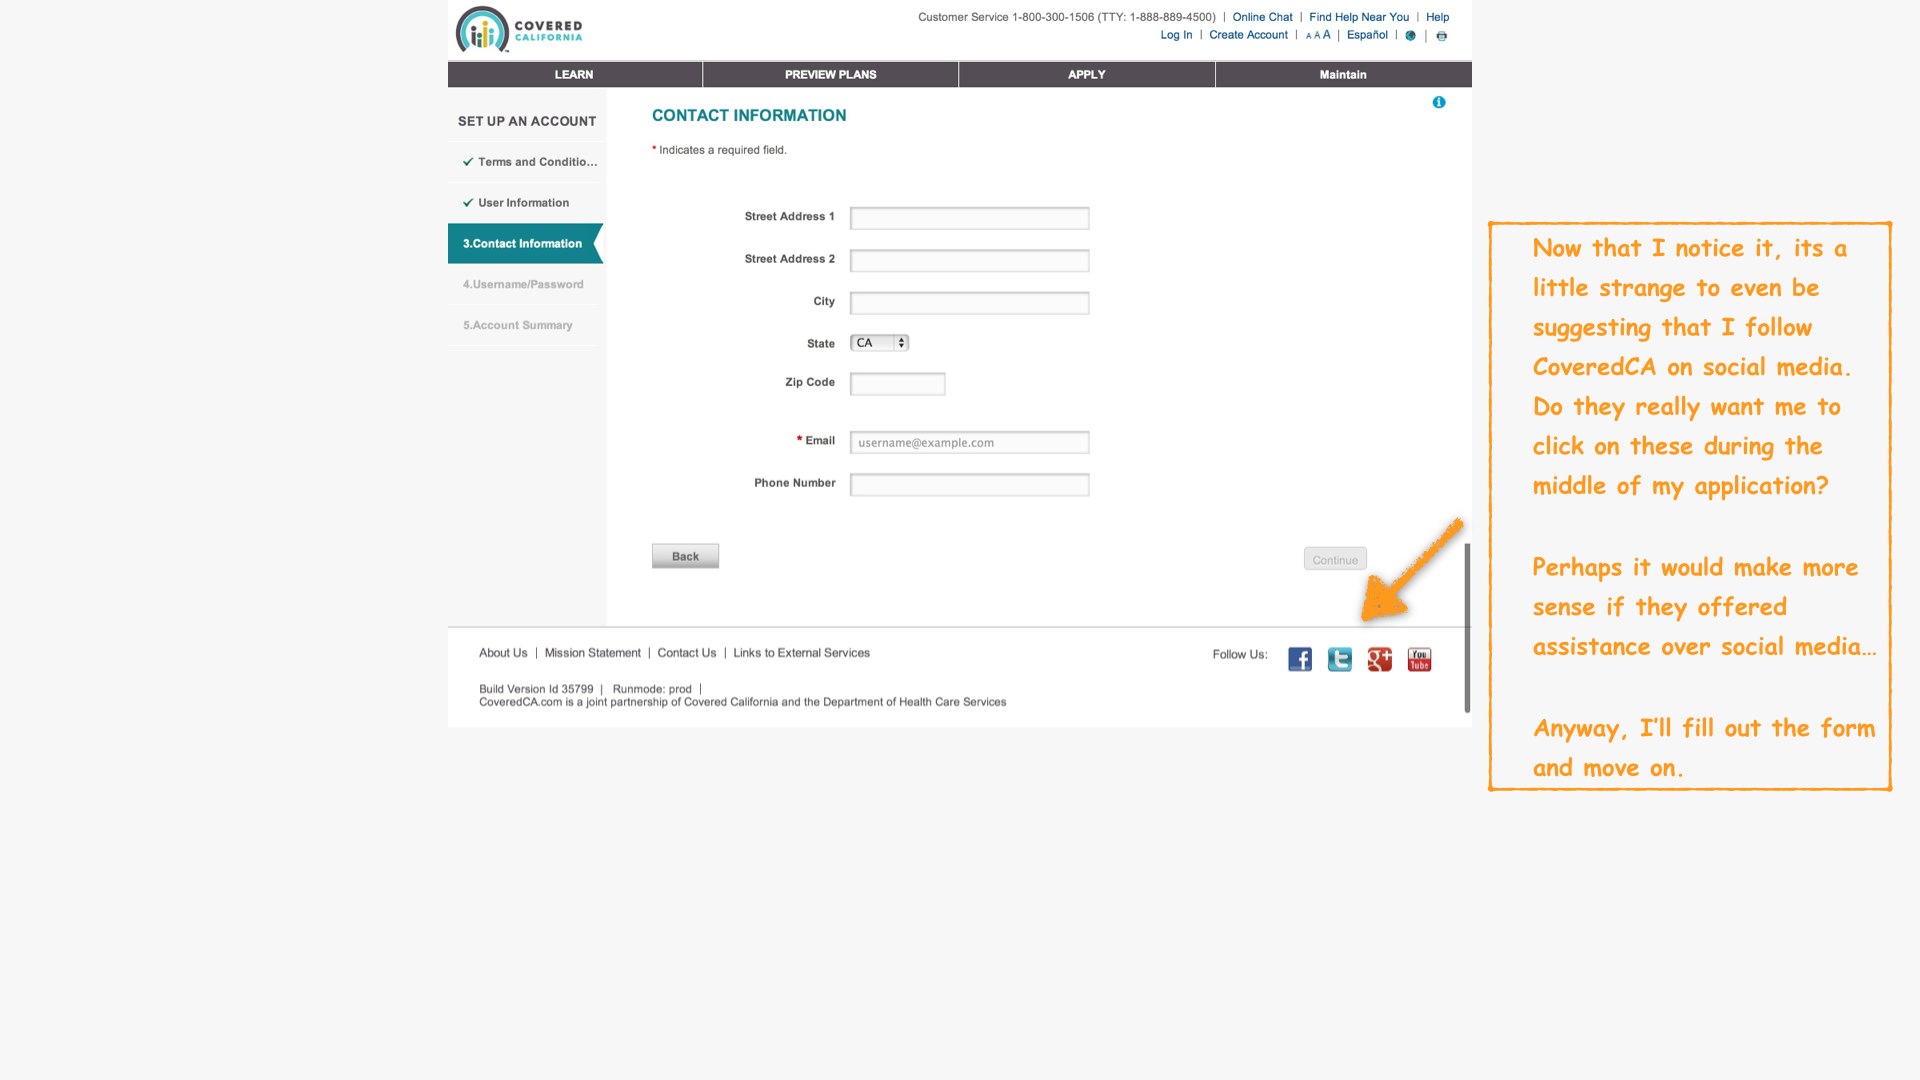 COVERED
CALIFORNIA
Customer Service 1-800-300-1506 (TTY: 1-888-889-4500) | Online Chat | Find Help Near You | Help
Log In | Create Account | A A A | Español |
LEARN
PREVIEW PLANS
APPLY
Maintain
SET UP AN ACCOUNT
Terms and Conditio...
User Information
3.Contact Information
4.Username/Password
5.Account Summary
CONTACT INFORMATION
* Indicates a required field.
Street Address 1
Street Address 2
City
State CA
Zip Code
* Email username@example.com
Phone Number
Back
Continue
About Us | Mission Statement | Contact Us | Links to External Services
Follow Us:
f
t
g+
You
Tube
Build Version Id 35799 | Runmode: prod |
CoveredCA.com is a joint partnership of Covered California and the Department of Health Care Services
Now that I notice it, its a
little strange to even be
suggesting that I follow
CoveredCA on social media.
Do they really want me to
click on these during the
middle of my application?
Perhaps it would make more
sense if they offered
assistance over social media…
Anyway, I'll fill out the form
and move on.